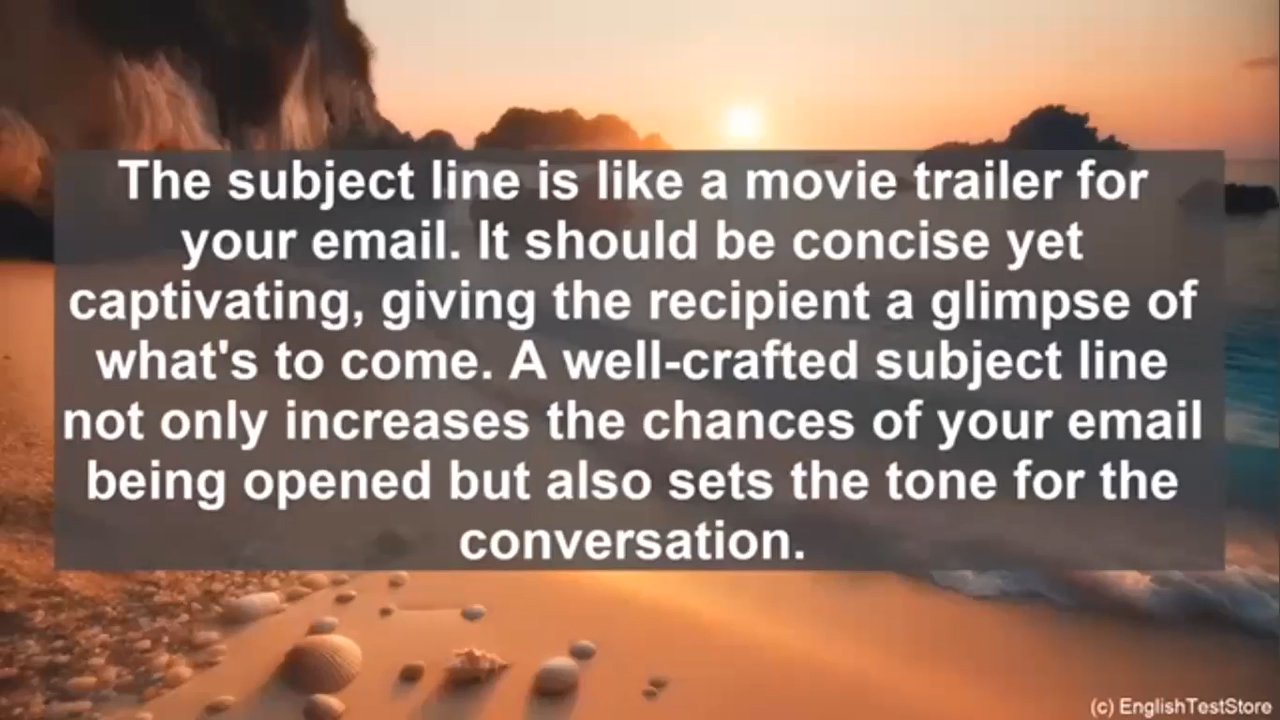 The subject line is like a movie trailer for
your email. It should be concise yet
captivating, giving the recipient a glimpse of
what's to come. A well-crafted subject line
not only increases the chances of your email
being opened but also sets the tone for the
conversation.
(c) EnglishTestStore